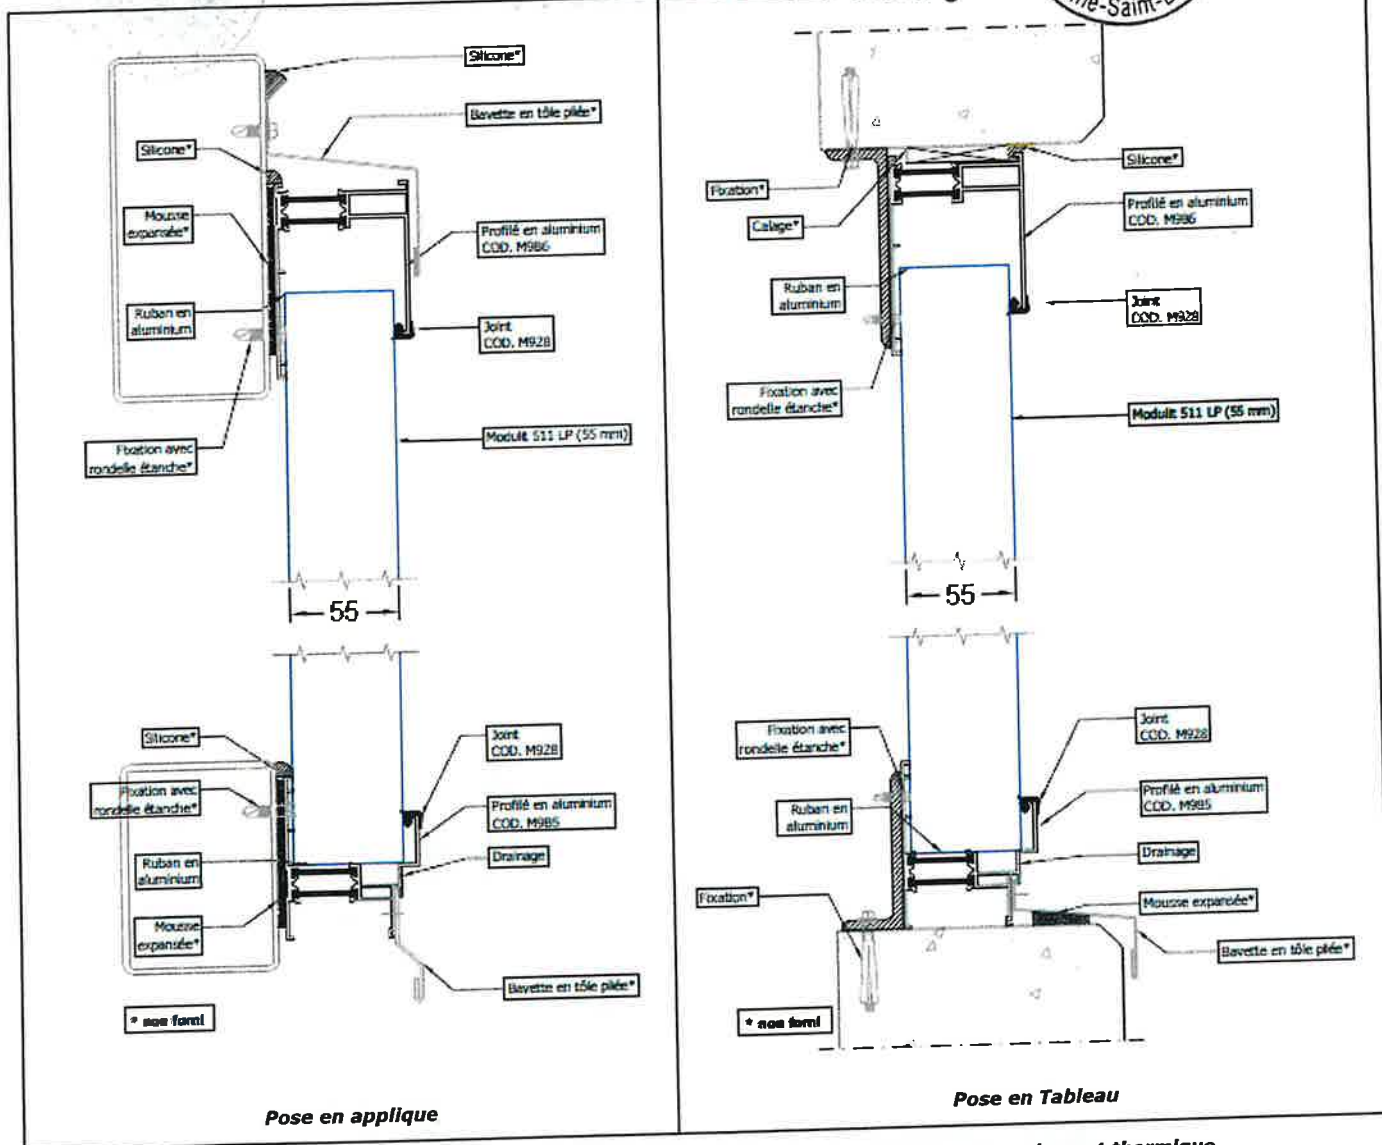 ne-Saint-D
Silicone*
Bavette en tôle pliée*
Silicone*
Mousse
expansée*
Profilé en aluminium
COD. M986
Ruban en
aluminium
Joint
COD. M928
Fixation avec
rondelle étanche*
Modulit 511 LP (55 mm)
55
Silicone*
Joint
COD. M928
Fixation avec
rondelle étanche*
Profilé en aluminium
COD. M985
Ruban en
aluminium
Drainage
Mousse
expansée*
Bavette en tôle pliée*
* non forni
Pose en applique
Fixation*
Silicone*
Calage*
Profilé en aluminium
COD. M986
Ruban en
aluminium
Joint
COD. M928
Fixation avec
rondelle étanche*
Modulit 511 LP (55 mm)
55
Fixation avec
rondelle étanche*
Joint
COD. M928
Ruban en
aluminium
Profilé en aluminium
COD. M985
Drainage
Fixation*
Mousse expansée*
Bavette en tôle pliée*
* non forni
Pose en Tableau
thermique